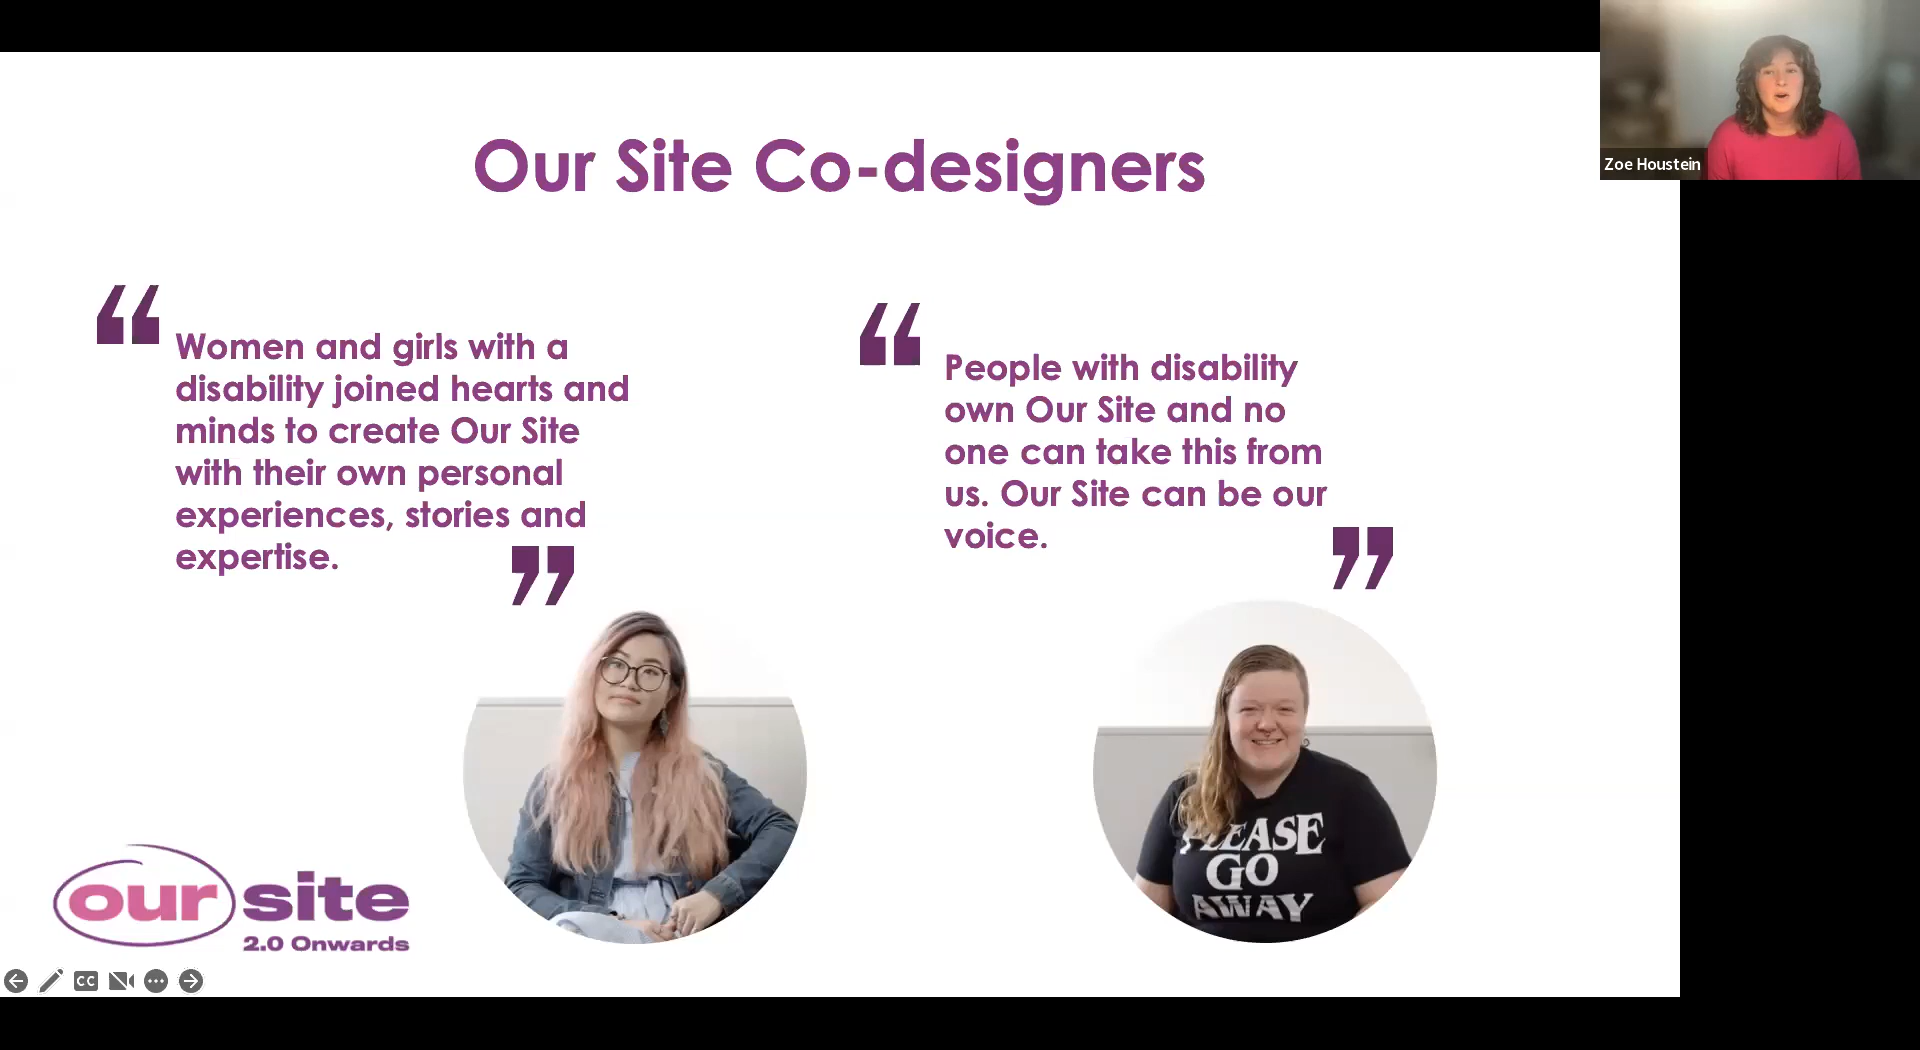 Our Site Co-designers
Zoe Houstein
“
Women and girls with a
disability joined hearts and
minds to create Our Site
with their own personal
experiences, stories and
expertise.
”
“
People with disability
own Our Site and no
one can take this from
us. Our Site can be our
voice.
”
PLEASE
GO
AWAY
our site
2.0 Onwards
CC